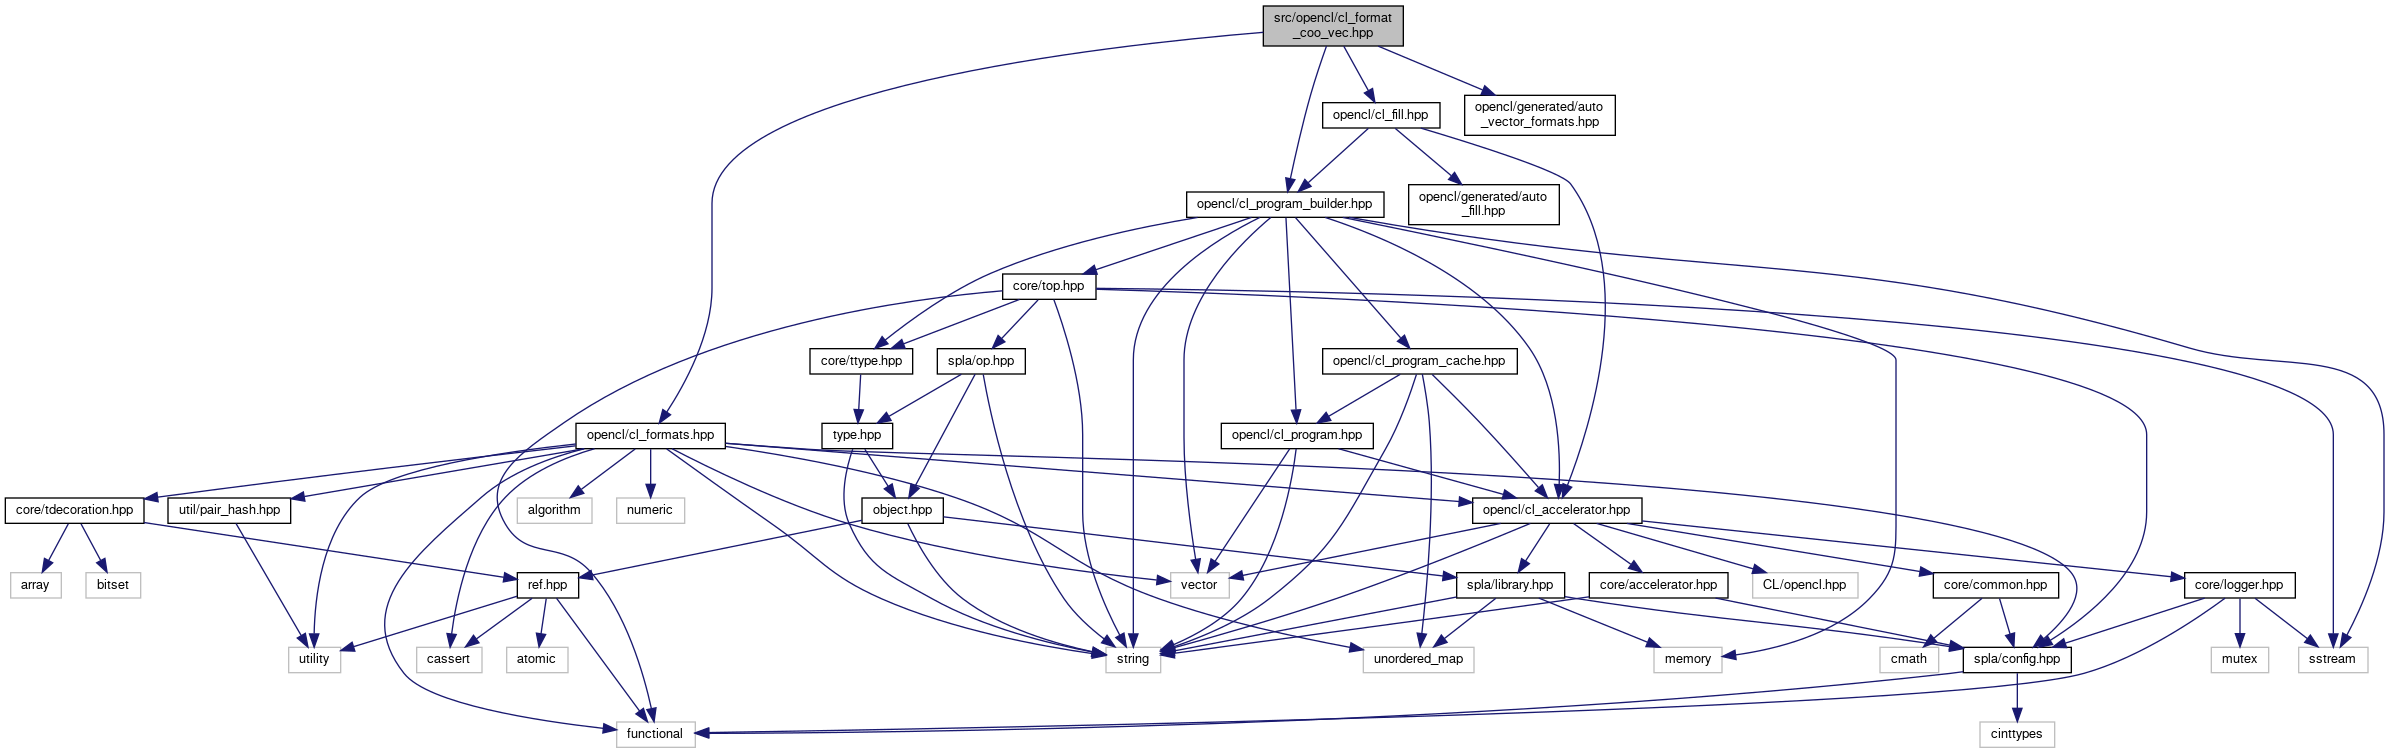 src/opencl/cl_format
_coo_vec.hpp
opencl/cl_fill.hpp
opencl/generated/auto
_vector_formats.hpp
opencl/cl_program_builder.hpp
opencl/generated/auto
_fill.hpp
core/top.hpp
core/ttype.hpp
spla/op.hpp
opencl/cl_program_cache.hpp
opencl/cl_formats.hpp
type.hpp
opencl/cl_program.hpp
core/tdecoration.hpp
util/pair_hash.hpp
algorithm
numeric
object.hpp
opencl/cl_accelerator.hpp
array
bitset
ref.hpp
vector
spla/library.hpp
core/accelerator.hpp
CL/opencl.hpp
core/common.hpp
core/logger.hpp
utility
cassert
atomic
string
unordered_map
memory
cmath
spla/config.hpp
mutex
sstream
functional
cinttypes